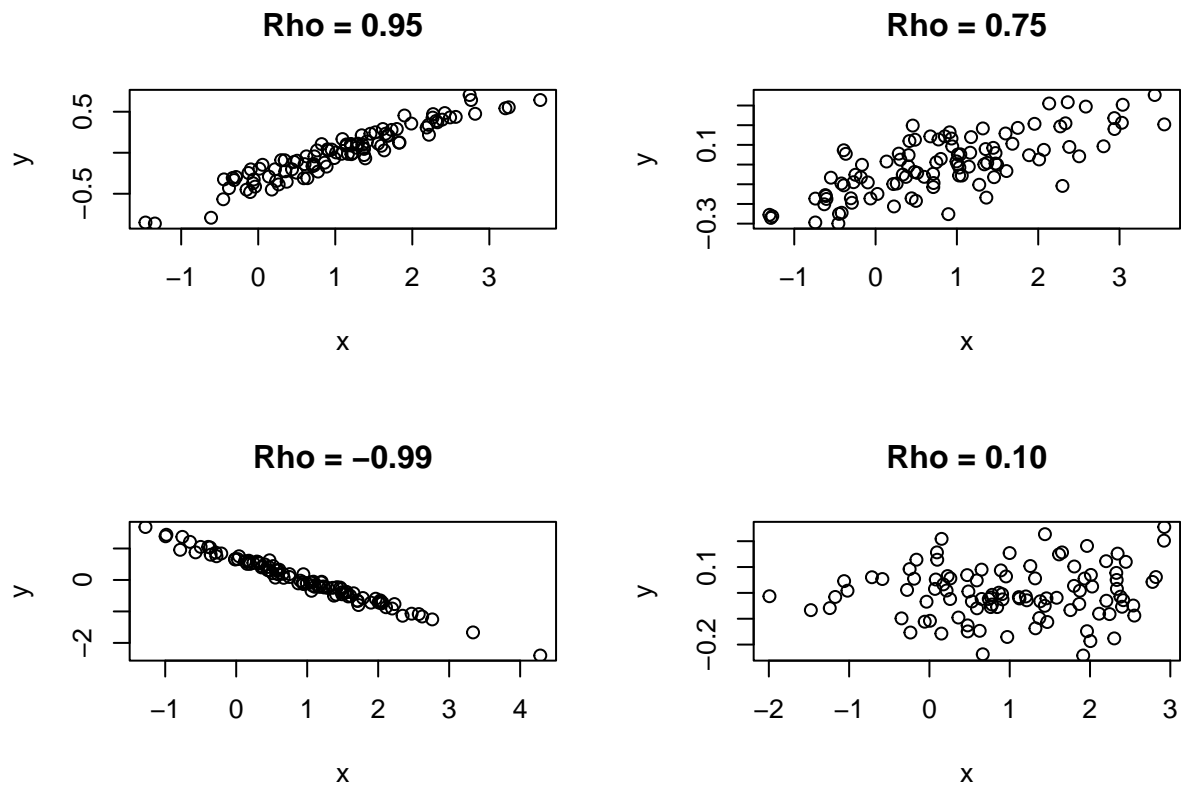 Rho = 0.95
0.5
−0.5
y
−1 0 1 2 3
x
Rho = 0.75
0.1
−0.3
y
−1 0 1 2 3
x
Rho = −0.99
0
−2
y
−1 0 1 2 3 4
x
Rho = 0.10
0.1
−0.2
y
−2 −1 0 1 2 3
x